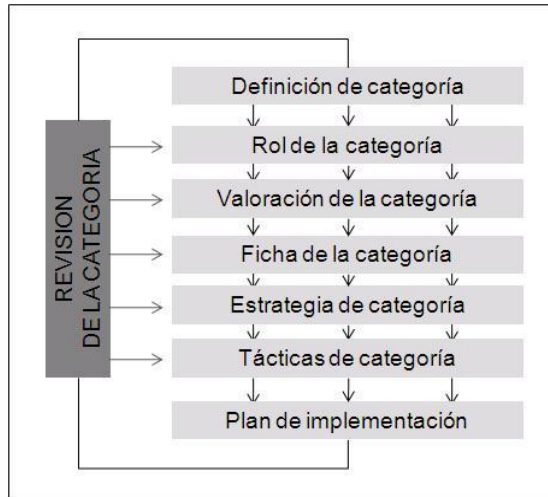 Definición de categoría
Rol de la categoría
Valoración de la categoría
Ficha de la categoría
Estrategia de categoría
Tácticas de categoría
Plan de implementación
REVISION
DE LA CATEGORIA